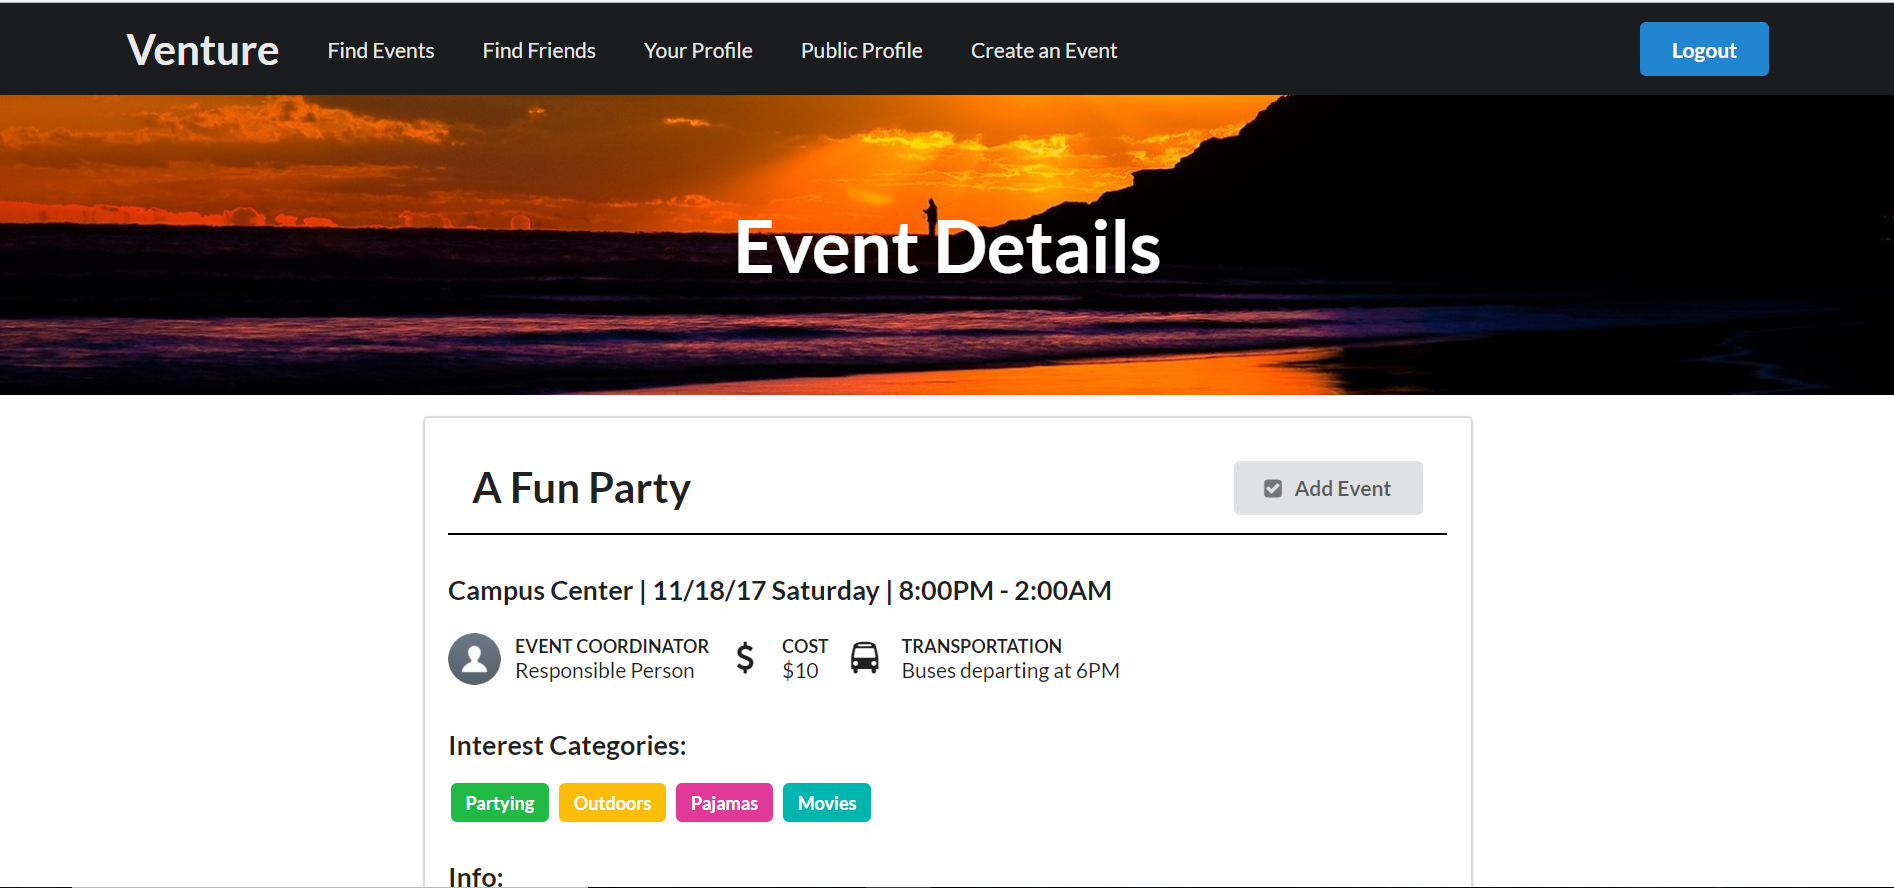 Venture Find Events Find Friends Your Profile Public Profile Create an Event Logout
Event Details
A Fun Party Add Event
Campus Center | 11/18/17 Saturday | 8:00PM - 2:00AM
EVENT COORDINATOR COST TRANSPORTATION
Responsible Person $10 Buses departing at 6PM
Interest Categories:
Partying Outdoors Pajamas Movies
Info: